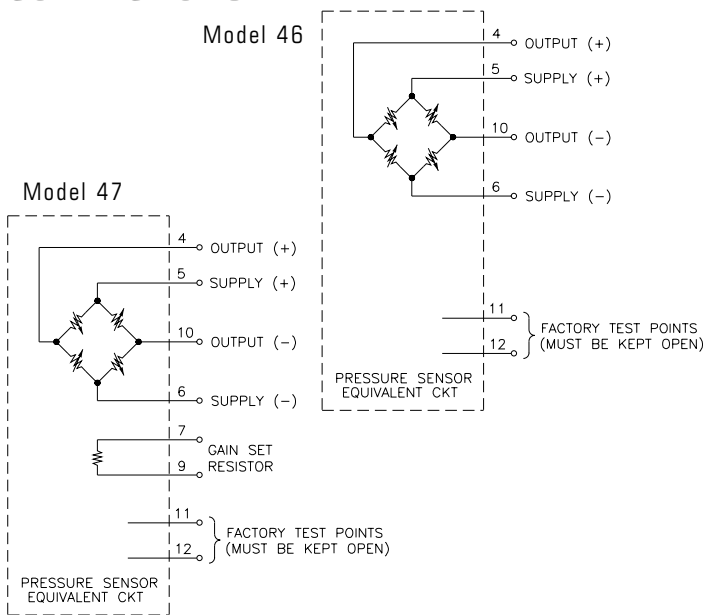 Model 46
4
OUTPUT (+)
5
SUPPLY (+)
10
OUTPUT (-)
6
SUPPLY (-)
11
12
FACTORY TEST POINTS
(MUST BE KEPT OPEN)
PRESSURE SENSOR
EQUIVALENT CKT
Model 47
4
OUTPUT (+)
5
SUPPLY (+)
10
OUTPUT (-)
6
SUPPLY (-)
7
9
GAIN SET
RESISTOR
11
12
FACTORY TEST POINTS
(MUST BE KEPT OPEN)
PRESSURE SENSOR
EQUIVALENT CKT